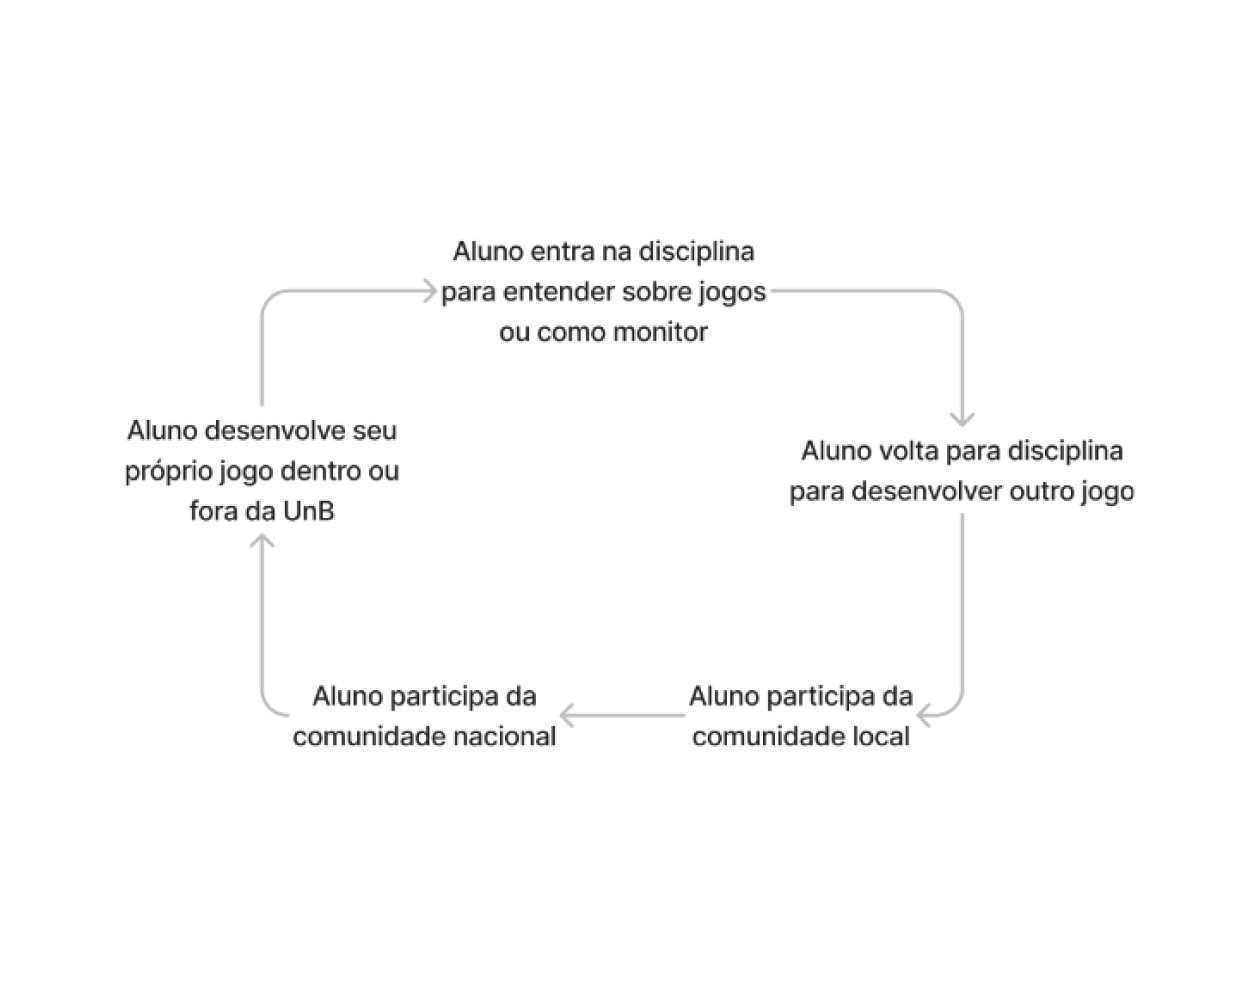 Aluno entra na disciplina
para entender sobre jogos
ou como monitor
Aluno volta para disciplina
para desenvolver outro jogo
Aluno participa da
comunidade local
Aluno participa da
comunidade nacional
Aluno desenvolve seu
próprio jogo dentro ou
fora da UnB